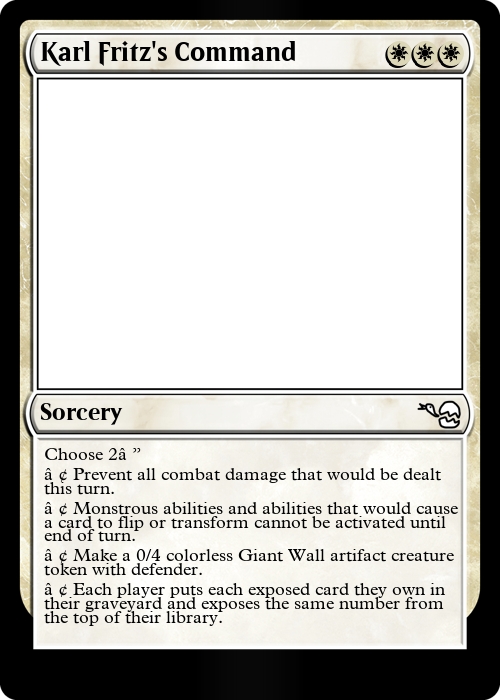 Karl Fritz's Command
Sorcery
Choose 2â ”
â ¢ Prevent all combat damage that would be dealt
this turn.
â ¢ Monstrous abilities and abilities that would cause
a card to flip or transform cannot be activated until
end of turn.
â ¢ Make a 0/4 colorless Giant Wall artifact creature
token with defender.
â ¢ Each player puts each exposed card they own in
their graveyard and exposes the same number from
the top of their library.